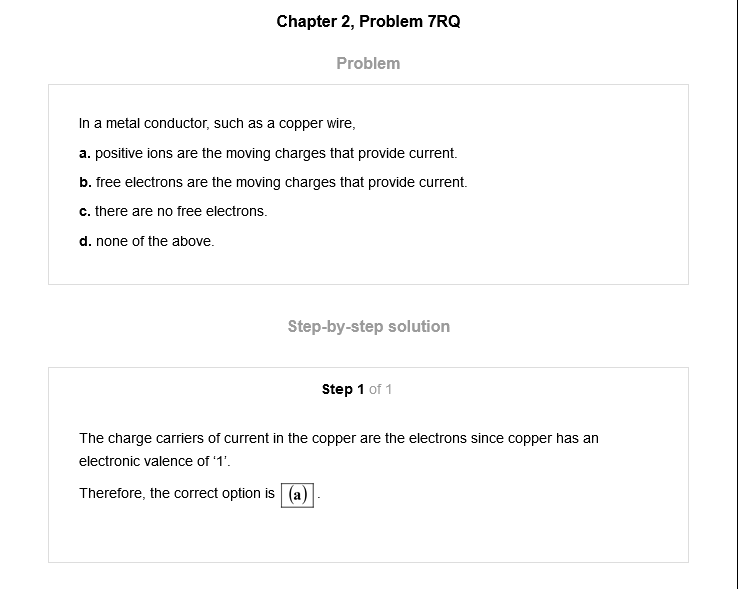 Chapter 2, Problem 7RQ
Problem
In a metal conductor, such as a copper wire,
a. positive ions are the moving charges that provide current.
b. free electrons are the moving charges that provide current.
c. there are no free electrons.
d. none of the above.
Step-by-step solution
Step 1 of 1
The charge carriers of current in the copper are the electrons since copper has an
electronic valence of ‘1’.
Therefore, the correct option is (a).